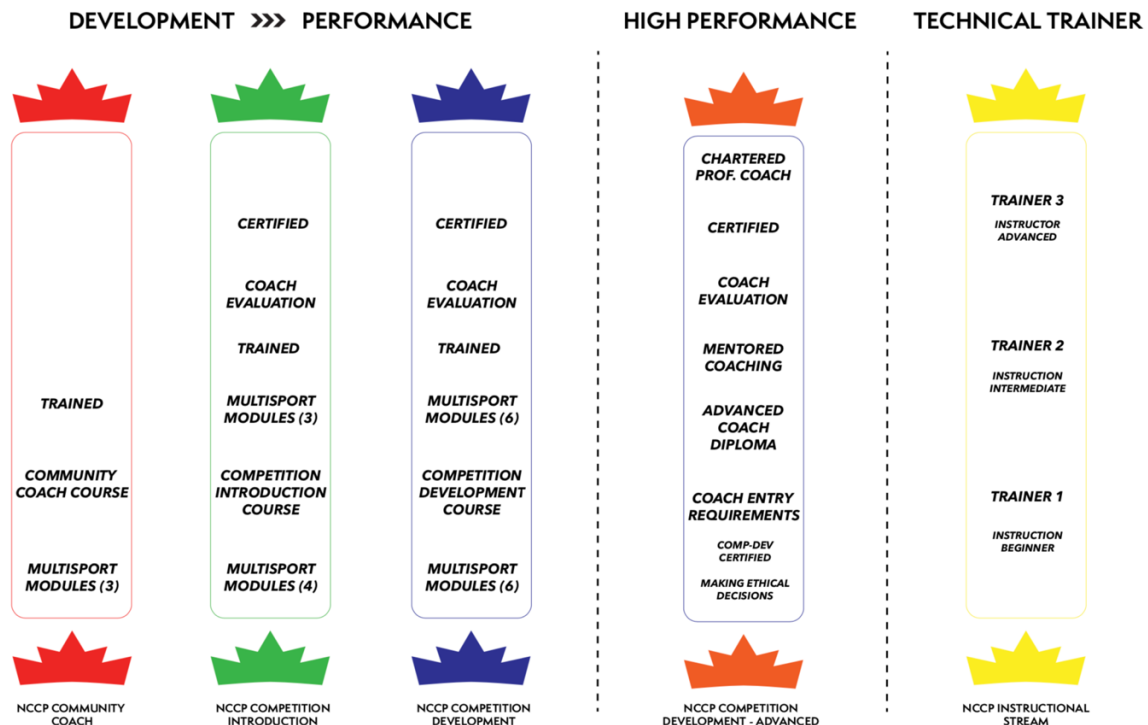 DEVELOPMENT >>> PERFORMANCE
HIGH PERFORMANCE
TECHNICAL TRAINER
TRAINED
COMMUNITY
COACH COURSE
MULTISPORT
MODULES (3)
NCCP COMMUNITY
COACH
CERTIFIED
COACH
EVALUATION
TRAINED
MULTISPORT
MODULES (3)
COMPETITION
INTRODUCTION
COURSE
MULTISPORT
MODULES (4)
NCCP COMPETITION
INTRODUCTION
CERTIFIED
COACH
EVALUATION
TRAINED
MULTISPORT
MODULES (6)
COMPETITION
DEVELOPMENT
COURSE
MULTISPORT
MODULES (6)
NCCP COMPETITION
DEVELOPMENT
CHARTERED
PROF. COACH
CERTIFIED
COACH
EVALUATION
MENTORED
COACHING
ADVANCED
COACH
DIPLOMA
COACH ENTRY
REQUIREMENTS
COMP-DEV
CERTIFIED
MAKING ETHICAL
DECISIONS
NCCP COMPETITION
DEVELOPMENT - ADVANCED
TRAINER 3
INSTRUCTOR
ADVANCED
TRAINER 2
INSTRUCTION
INTERMEDIATE
TRAINER 1
INSTRUCTION
BEGINNER
NCCP INSTRUCTIONAL
STREAM